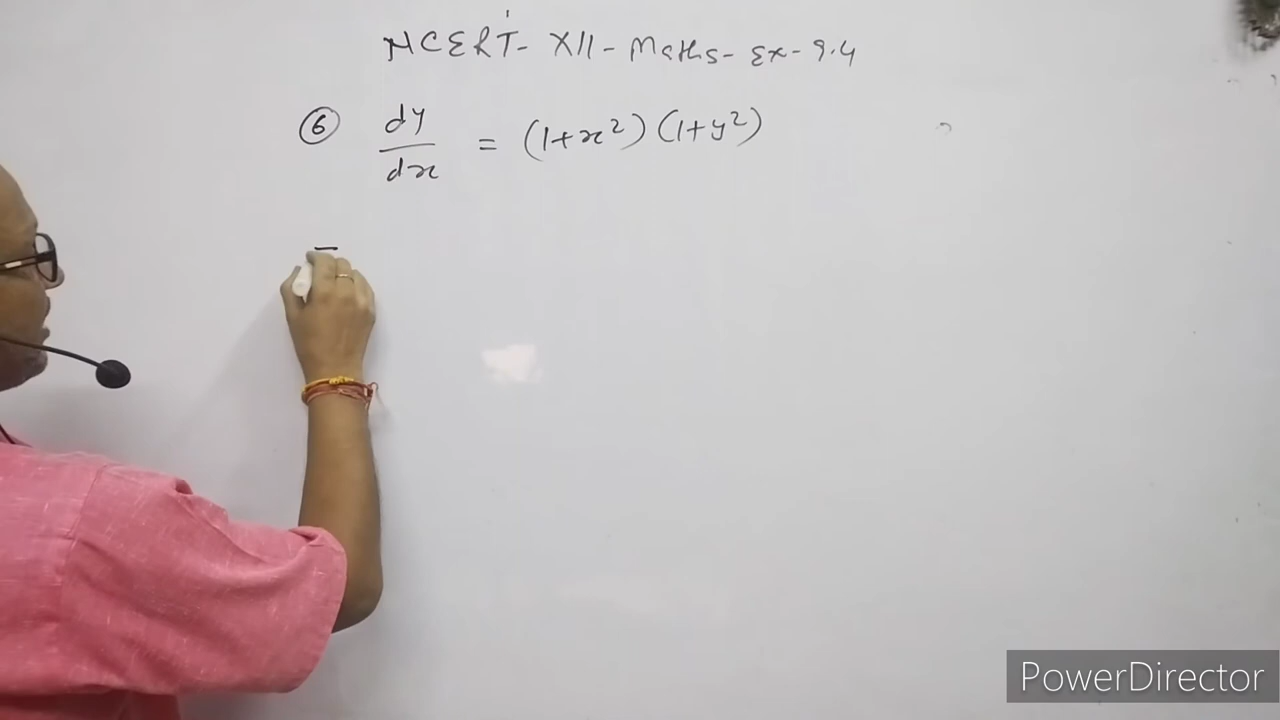 NCERT - XII - Maths - Ex - 9.4
⑥ dy/dx = (1+x²)(1+y²)
PowerDirector